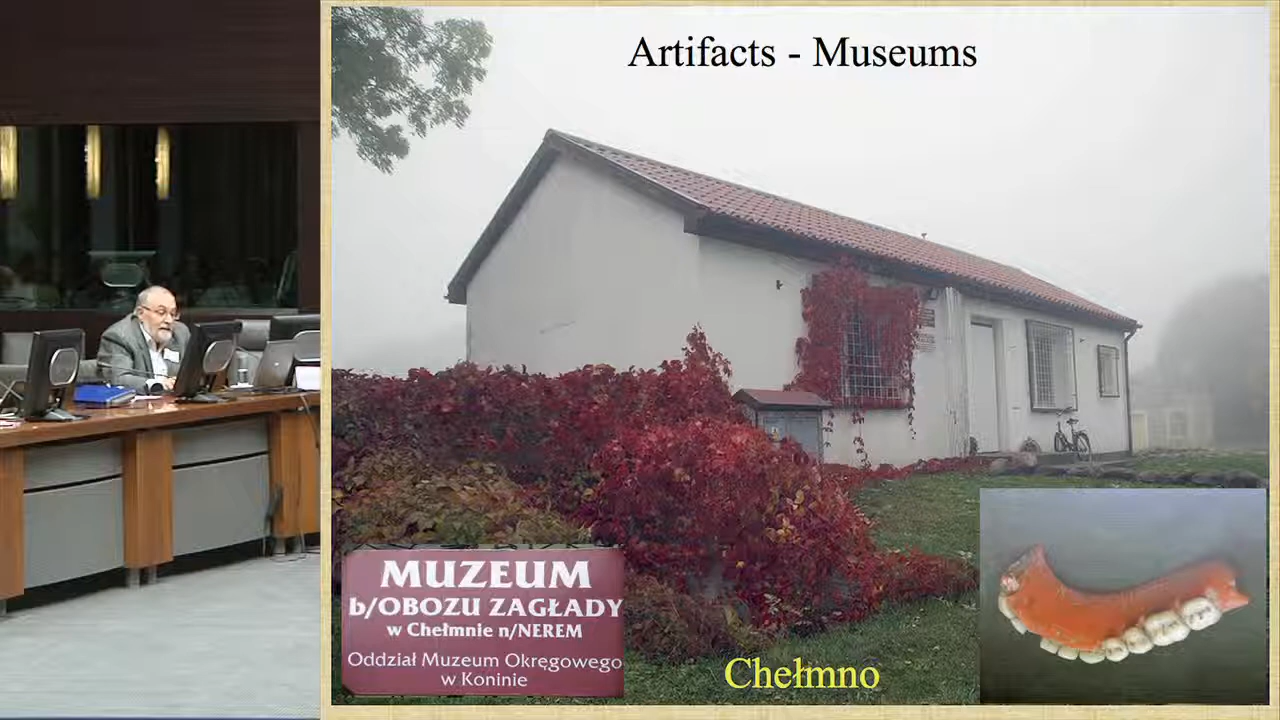 Artifacts - Museums
MUZEUM
b/OBOZU ZAGŁADY
w Chełmnie n/NEREM
Oddział Muzeum Okręgowego
w Koninie
Chełmno